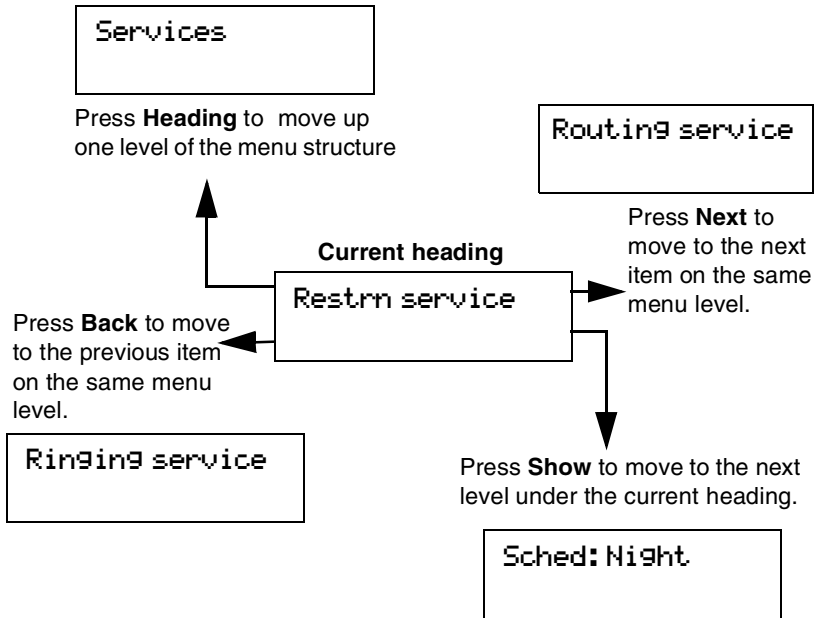 Services
Press Heading to move up
one level of the menu structure
Routing service
Press Next to
move to the next
item on the same
menu level.
Current heading
Restrn service
Press Back to move
to the previous item
on the same menu
level.
Ringing service
Press Show to move to the next
level under the current heading.
Sched:Night